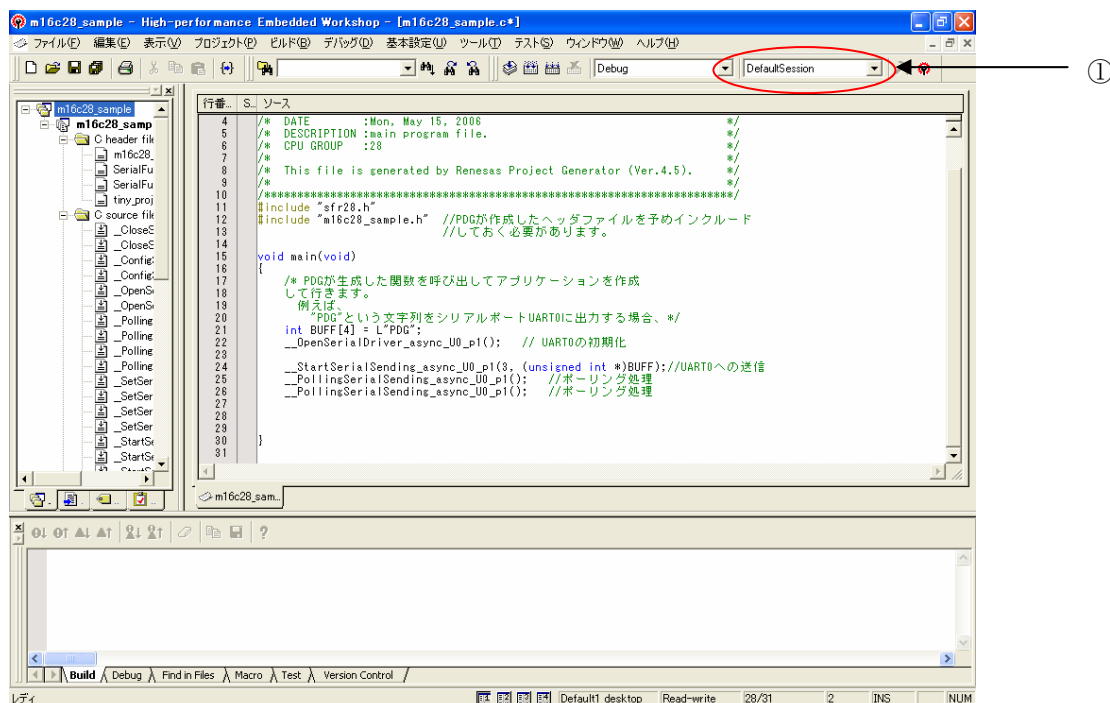 m16c28_sample - High-performance Embedded Workshop - [m16c28_sample.c*]
ファイル(F) 編集(E) 表示(V) プロジェクト(P) ビルド(B) デバッグ(D) 基本設定(U) ツール(T) テスト(S) ウィンドウ(W) ヘルプ(H)
Debug DefaultSession
①
m16c28_sample
m16c28_samp
C header file
m16c28_
SerialFu
SerialFu
tiny_proj
C source file
_CloseS
_CloseS
_Config
_Config
_OpenS
_OpenS
_Polling
_Polling
_Polling
_Polling
_SetSer
_SetSer
_SetSer
_SetSer
_StartSe
_StartSe
行番... S... ソース
4 /* DATE :Mon, May 15, 2006 */
5 /* DESCRIPTION :main program file. */
6 /* CPU GROUP :28 */
7 /* */
8 /* This file is generated by Renesas Project Generator (Ver.4.5). */
9 /* */
10 /***********************************************************************/
11 #include "sfr28.h"
12 #include "m16c28_sample.h" //PDGが作成したヘッダファイルを予めインクルード
13 //しておく必要があります。
14
15 void main(void)
16 {
17 /* PDGが生成した関数を呼び出してアプリケーションを作成
18 して行きます。
19 例えば、
20 "PDG"という文字列をシリアルポートUART0に出力する場合、*/
21 int BUFF[4] = L"PDG";
22 __OpenSerialDriver_async_U0_p1(); // UART0の初期化
23
24 __StartSerialSending_async_U0_p1(3, (unsigned int *)BUFF);//UART0への送信
25 __PollingSerialSending_async_U0_p1(); //ポーリング処理
26 __PollingSerialSending_async_U0_p1(); //ポーリング処理
27
28
29
30 }
31
m16c28_sam...
Build Debug Find in Files Macro Test Version Control
レディ Default1 desktop Read-write 28/31 2 INS NUM